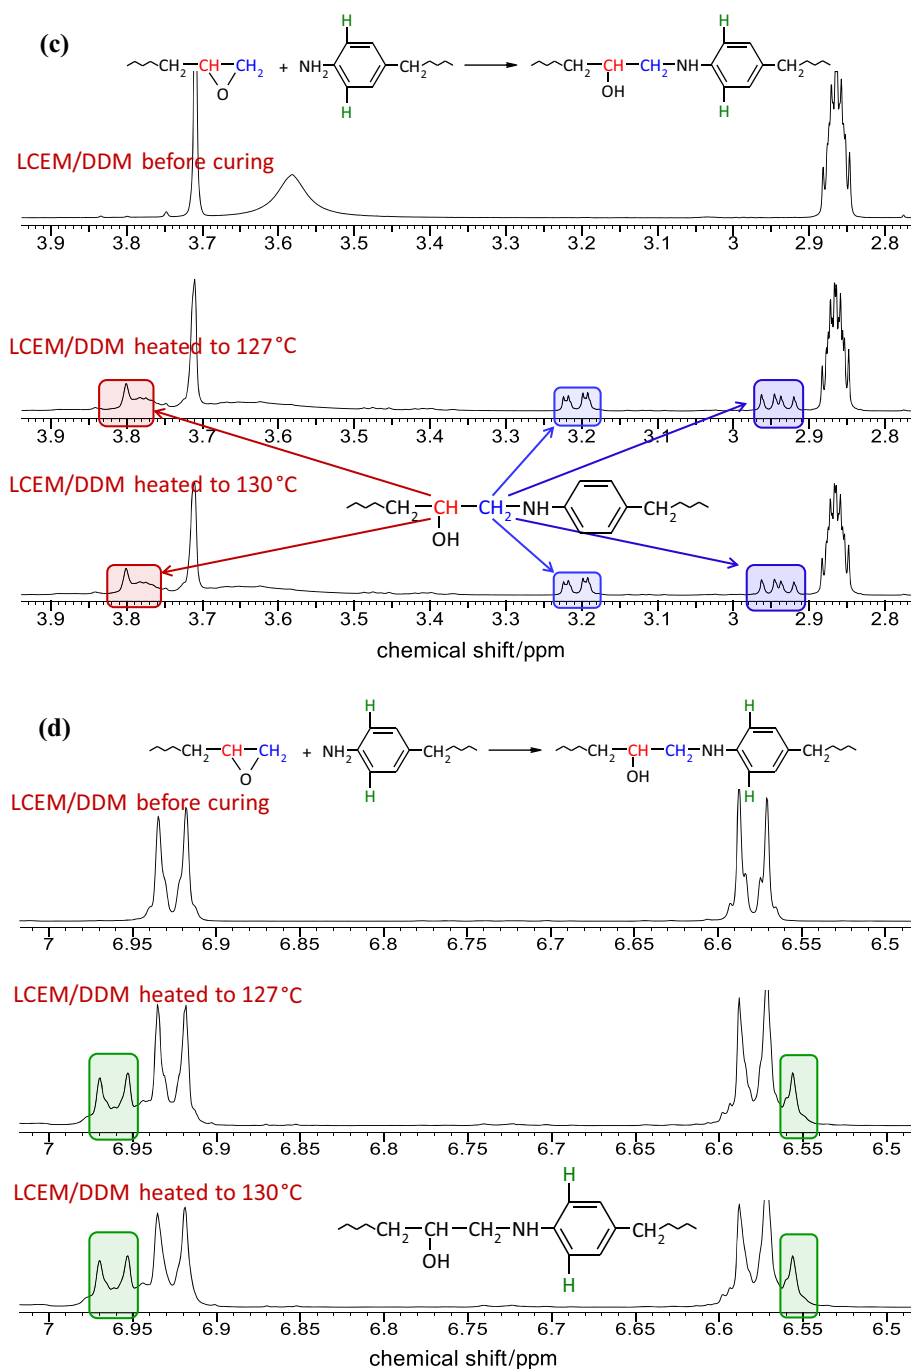 (c)
H
CH2 CH CH2 + NH2 CH2 CH2 CH CH2 NH CH2
O OH
H H
LCEM/DDM before curing
3.9 3.8 3.7 3.6 3.5 3.4 3.3 3.2 3.1 3 2.9 2.8
LCEM/DDM heated to 127°C
3.9 3.8 3.7 3.6 3.5 3.4 3.3 3.2 3.1 3 2.9 2.8
LCEM/DDM heated to 130°C
CH2 CH CH2 NH CH2
OH
3.9 3.8 3.7 3.6 3.5 3.4 3.3 3.2 3.1 3 2.9 2.8
chemical shift/ppm
(d)
H H
CH2 CH CH2 + NH2 CH2 CH2 CH CH2 NH CH2
O OH
H H
LCEM/DDM before curing
7 6.95 6.9 6.85 6.8 6.75 6.7 6.65 6.6 6.55 6.5
LCEM/DDM heated to 127°C
7 6.95 6.9 6.85 6.8 6.75 6.7 6.65 6.6 6.55 6.5
LCEM/DDM heated to 130°C
H
CH2 CH CH2 NH CH2
OH
H
7 6.95 6.9 6.85 6.8 6.75 6.7 6.65 6.6 6.55 6.5
chemical shift/ppm